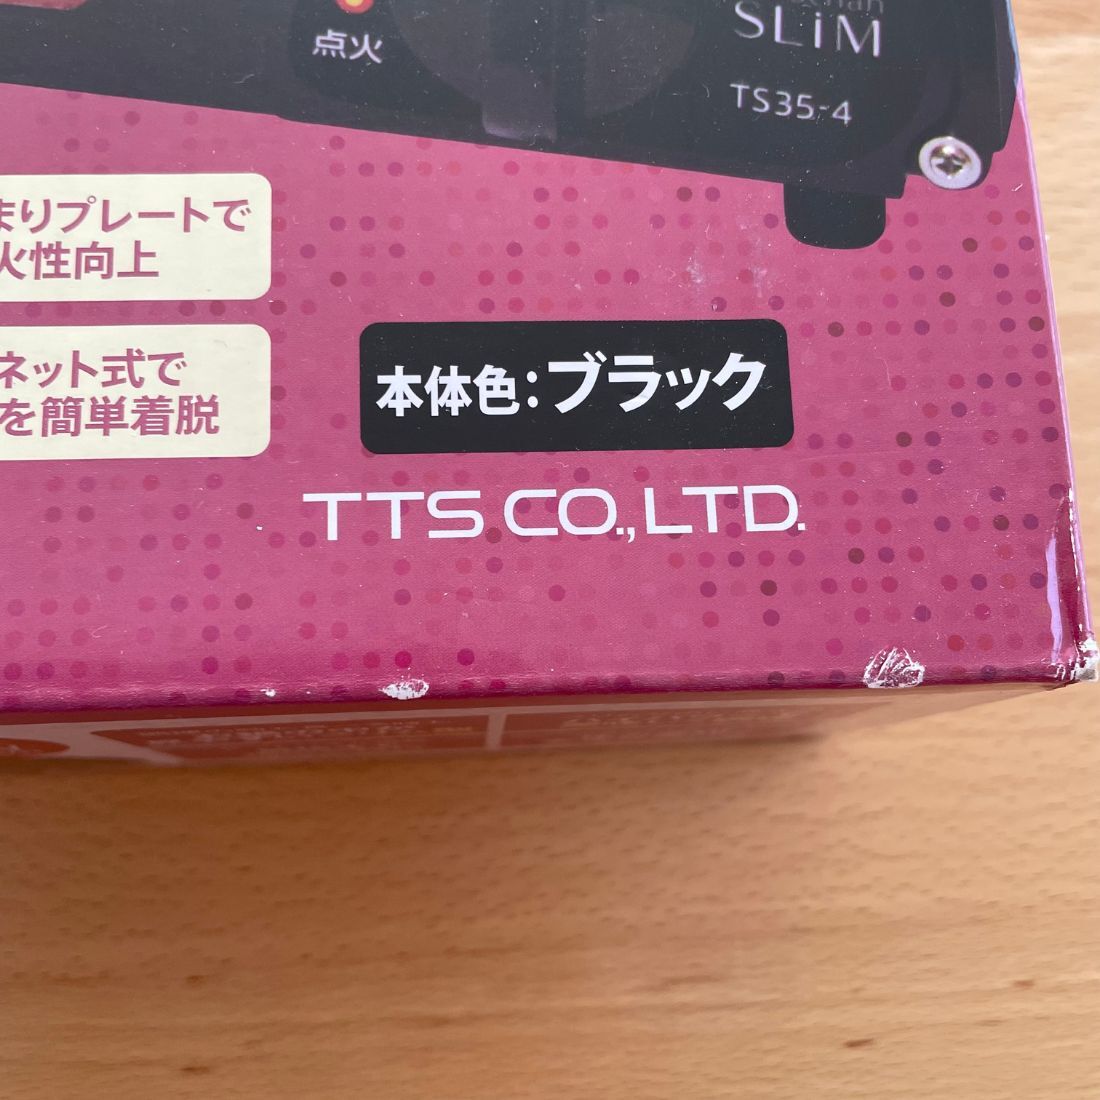 SLiM
点火
TS35-4
まりプレートで
火性向上
ネット式で
を簡単着脱
本体色:ブラック
TTS CO.,LTD.